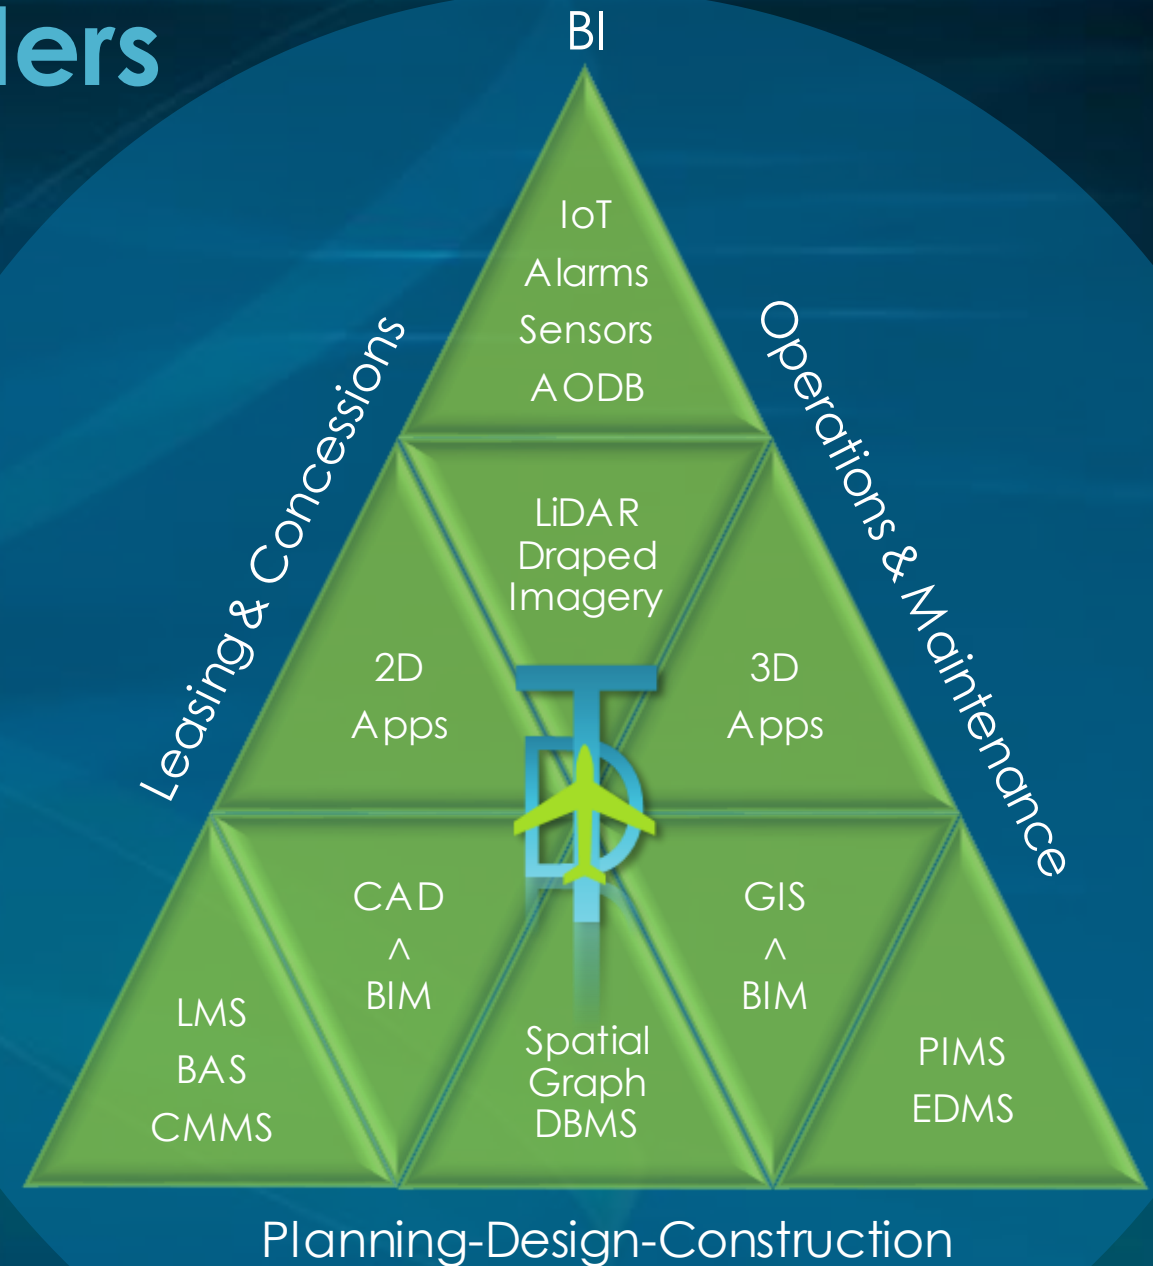 BI
IoT
Alarms
Sensors
AODB
Leasing & Concessions
Operations & Maintenance
LiDAR
Draped
Imagery
2D
Apps
3D
Apps
DT
CAD
^
BIM
GIS
^
BIM
LMS
BAS
CMMS
Spatial
Graph
DBMS
PIMS
EDMS
Planning-Design-Construction